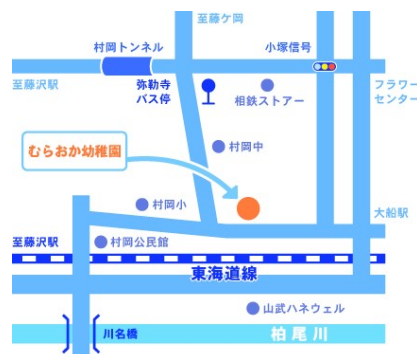 至藤ケ岡
村岡トンネル
小塚信号
至藤沢駅
弥勒寺
バス停
相鉄ストアー
フラワー
センター
村岡中
むらおか幼稚園
村岡小
大船駅
至藤沢駅
村岡公民館
東海道線
山武ハネウェル
川名橋
柏尾川